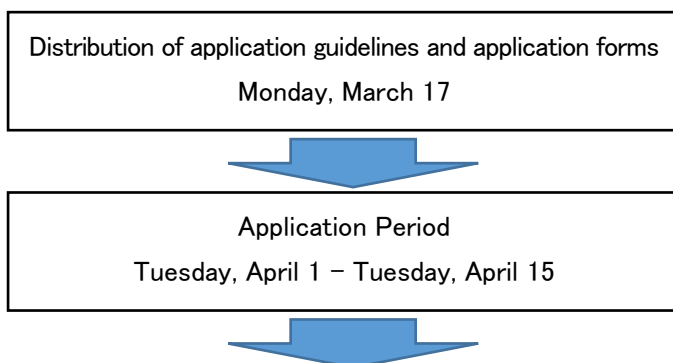 Distribution of application guidelines and application forms
Monday, March 17
Application Period
Tuesday, April 1 – Tuesday, April 15